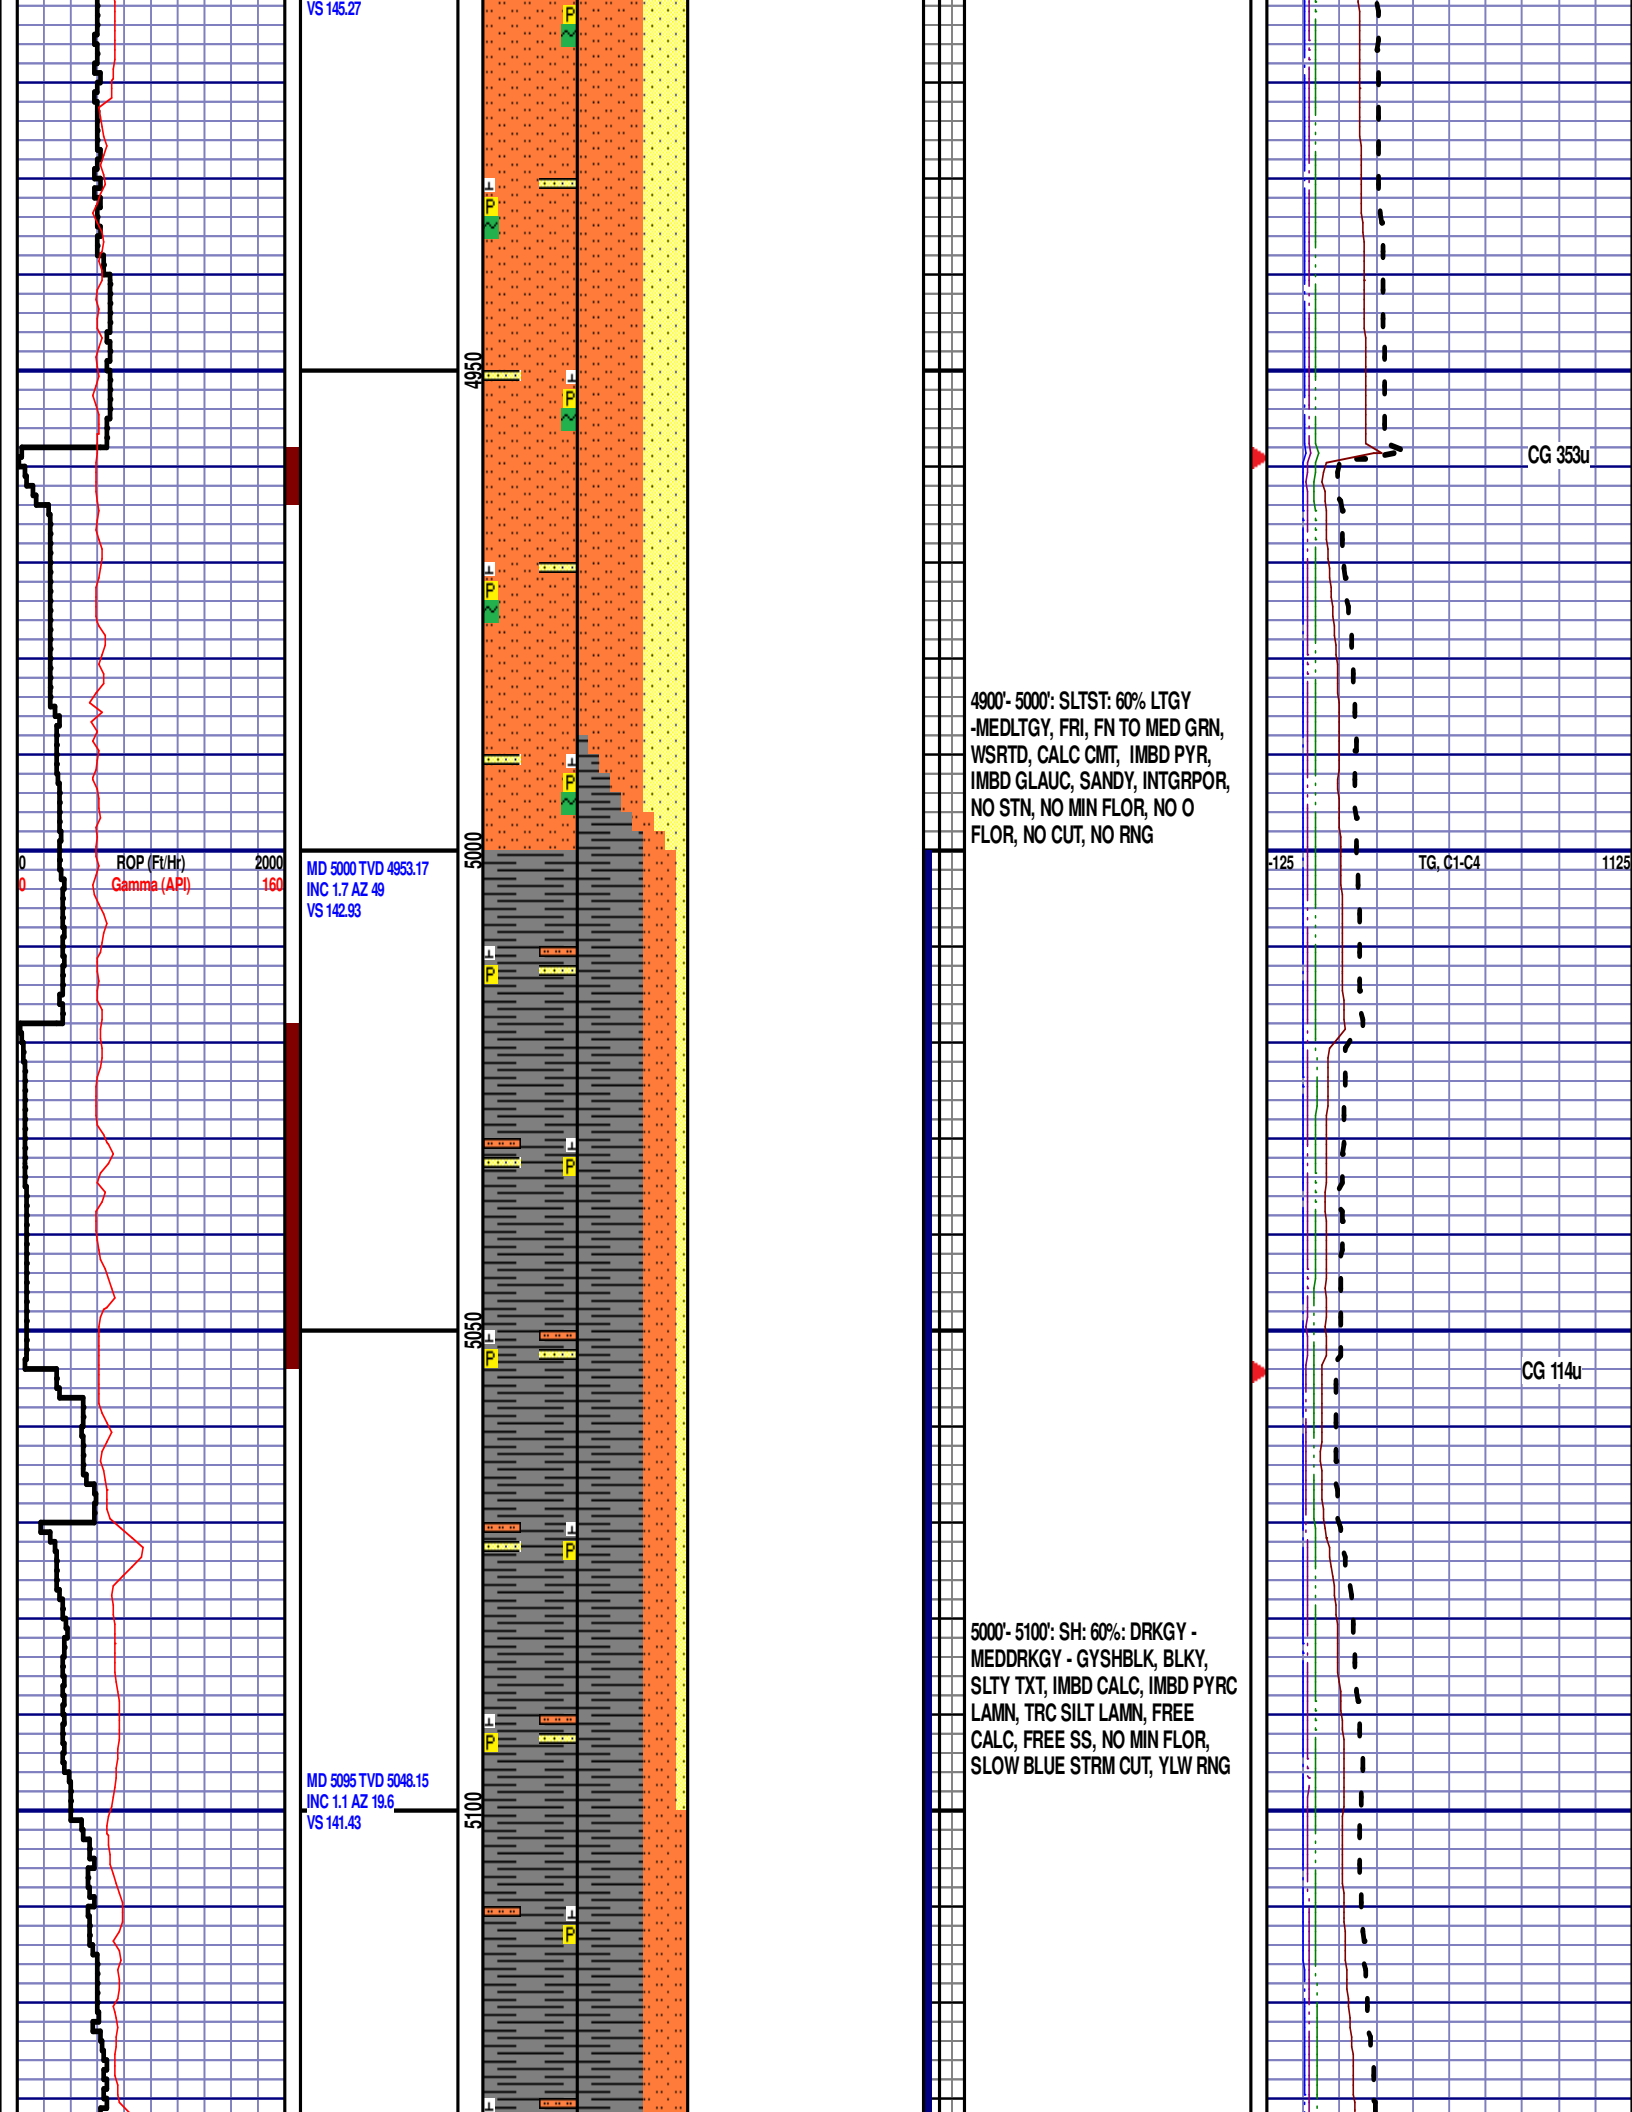 VS 145.27
P
P
4950
P
CG 353u
P
4900'- 5000': SLTST: 60% LTGY
-MEDLTGY, FRI, FN TO MED GRN,
WSRTD, CALC CMT, IMBD PYR,
IMBD GLAUC, SANDY, INTGRPOR,
NO STN, NO MIN FLOR, NO O
FLOR, NO CUT, NO RNG
P
5000
0 ROP (Ft/Hr) 2000
0 Gamma (API) 160
MD 5000 TVD 4953.17
INC 1.7 AZ 49
VS 142.93
-125 TG, C1-C4 1125
P
P
5050
P
CG 114u
P
5000'- 5100': SH: 60%: DRKGY -
MEDDRKGY - GYSHBLK, BLKY,
SLTY TXT, IMBD CALC, IMBD PYRC
LAMN, TRC SILT LAMN, FREE
CALC, FREE SS, NO MIN FLOR,
SLOW BLUE STRM CUT, YLW RNG
P
MD 5095 TVD 5048.15
INC 1.1 AZ 19.6
VS 141.43
5100
P